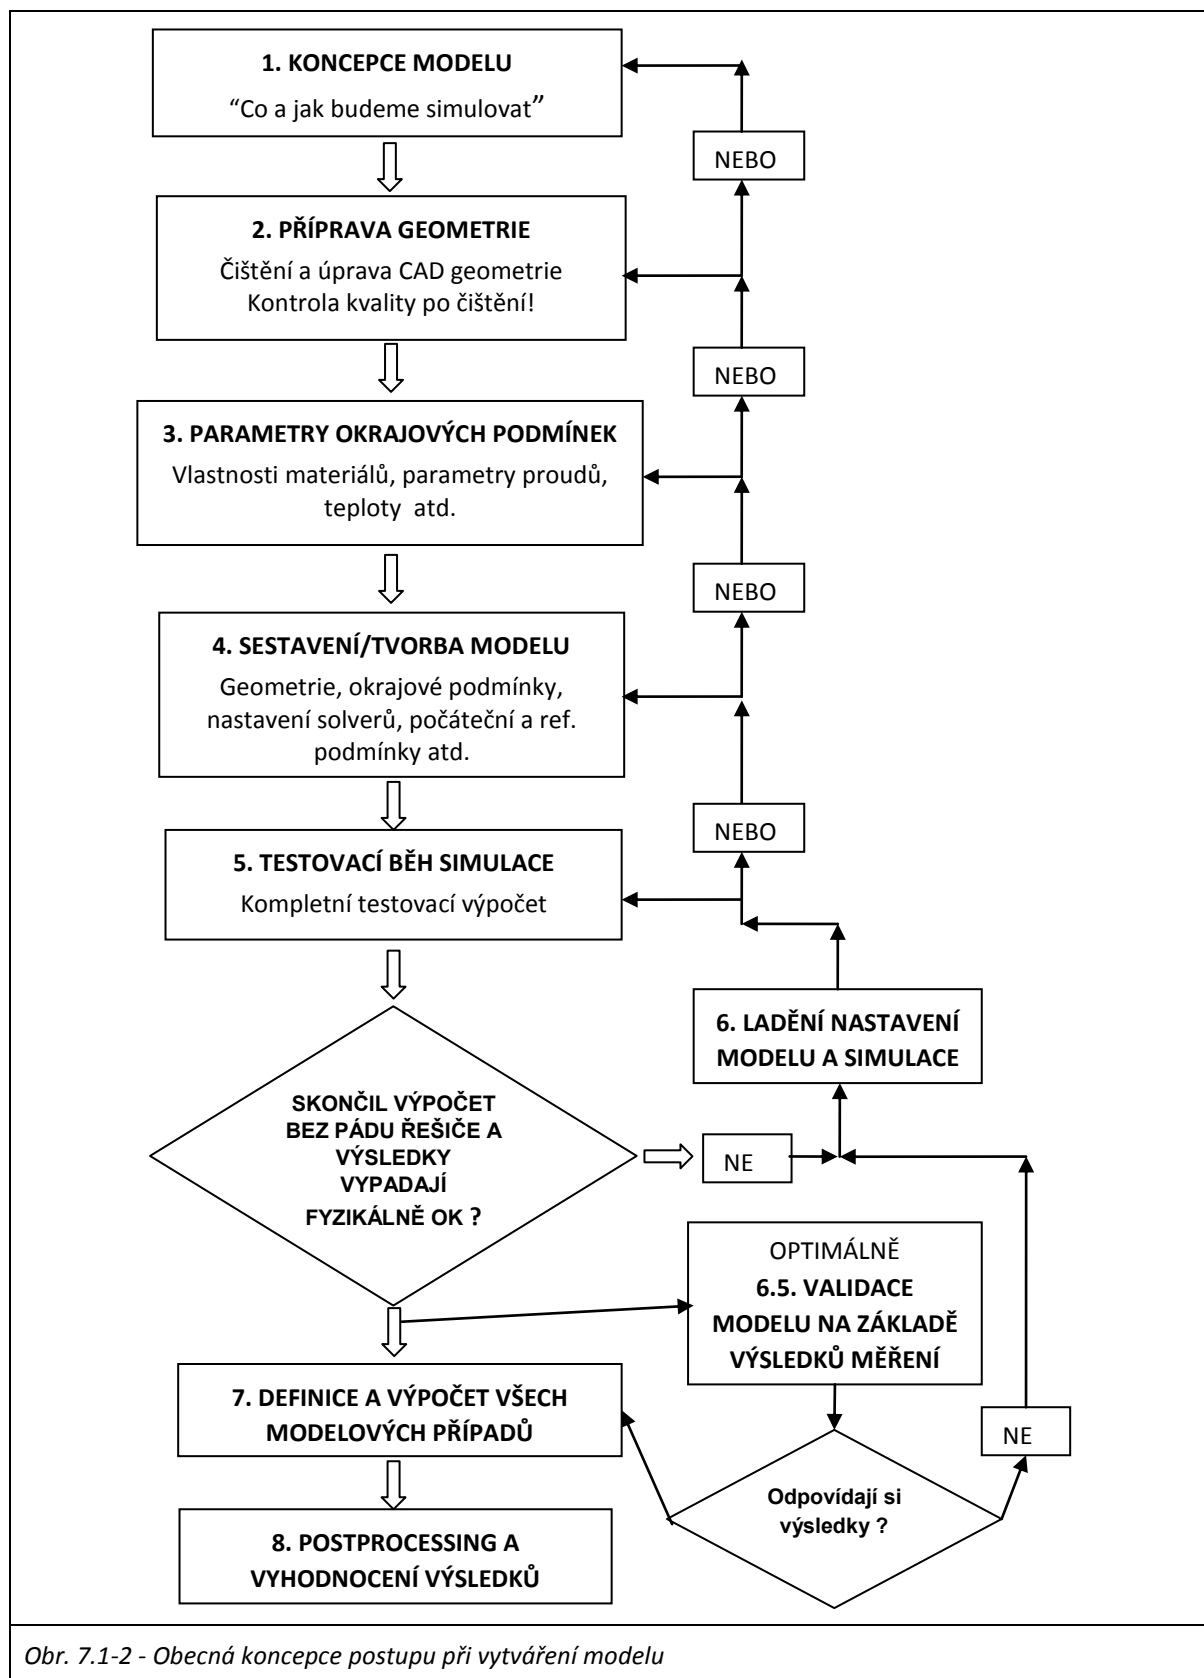 1. KONCEPCE MODELU
“Co a jak budeme simulovat”
NEBO
2. PŘÍPRAVA GEOMETRIE
Čištění a úprava CAD geometrie
Kontrola kvality po čištění!
NEBO
3. PARAMETRY OKRAJOVÝCH PODMÍNEK
Vlastnosti materiálů, parametry proudů,
teploty atd.
NEBO
4. SESTAVENÍ/TVORBA MODELU
Geometrie, okrajové podmínky,
nastavení solverů, počáteční a ref.
podmínky atd.
NEBO
5. TESTOVACÍ BĚH SIMULACE
Kompletní testovací výpočet
6. LADĚNÍ NASTAVENÍ
MODELU A SIMULACE
SKONČIL VÝPOČET
BEZ PÁDU ŘEŠIČE A
VÝSLEDKY
VYPADAJÍ
FYZIKÁLNĚ OK ?
NE
OPTIMÁLNĚ
6.5. VALIDACE
MODELU NA ZÁKLADĚ
VÝSLEDKŮ MĚŘENÍ
7. DEFINICE A VÝPOČET VŠECH
MODELOVÝCH PŘÍPADŮ
NE
Odpovídají si
výsledky ?
8. POSTPROCESSING A
VYHODNOCENÍ VÝSLEDKŮ
Obr. 7.1-2 - Obecná koncepce postupu při vytváření modelu